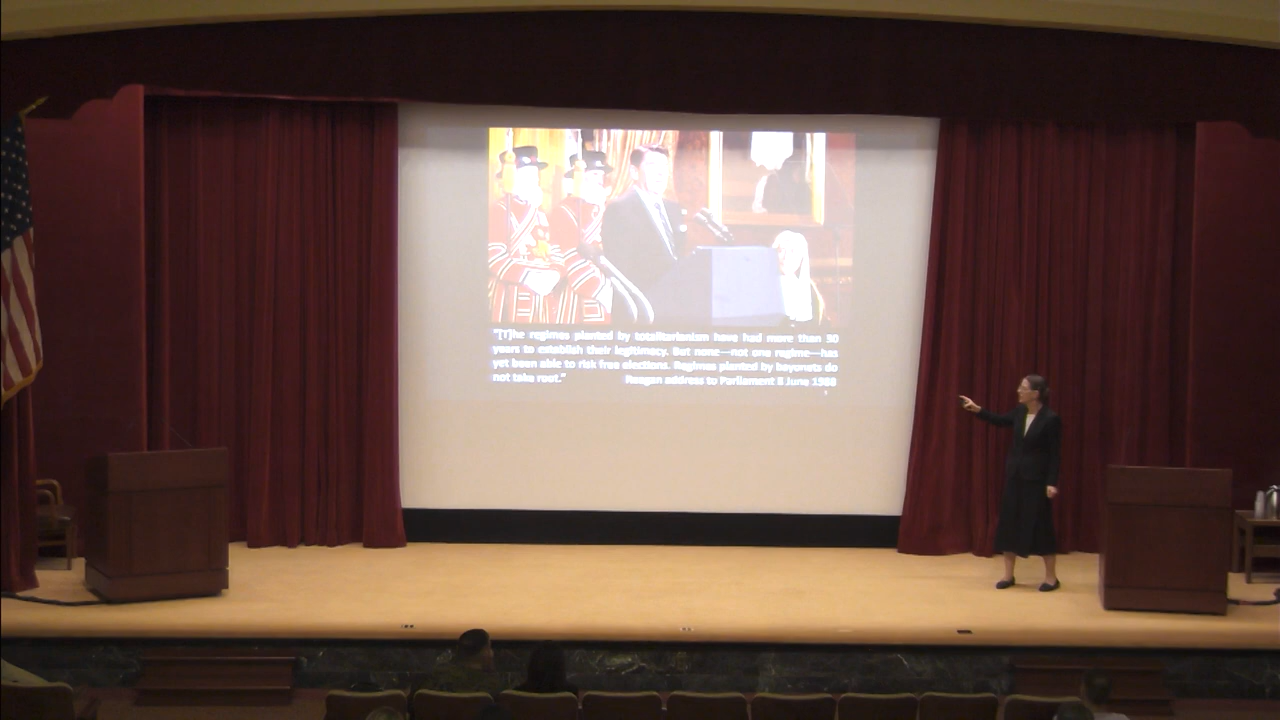 "[T]he regimes planted by totalitarianism have had more than 30
years to establish their legitimacy. But none—not one regime—has
yet been able to risk free elections. Regimes planted by bayonets do
not take root." Reagan address to Parliament 8 June